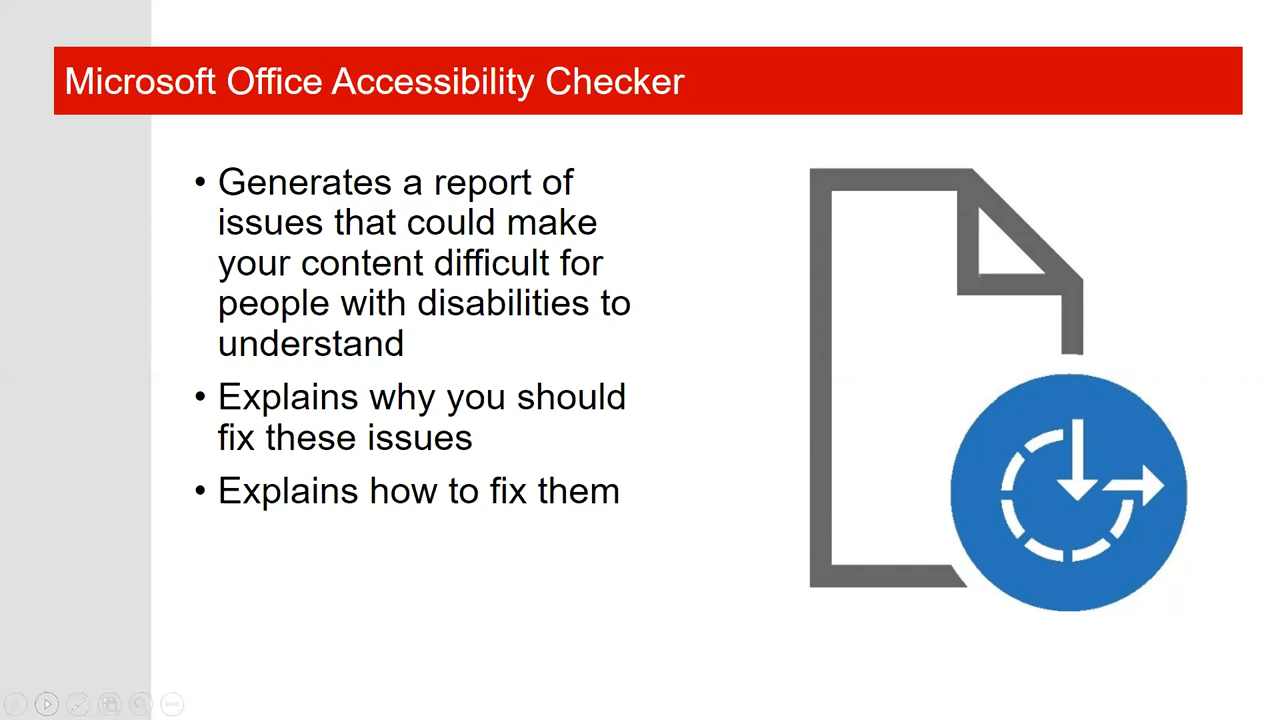 Microsoft Office Accessibility Checker
• Generates a report of
issues that could make
your content difficult for
people with disabilities to
understand
• Explains why you should
fix these issues
• Explains how to fix them